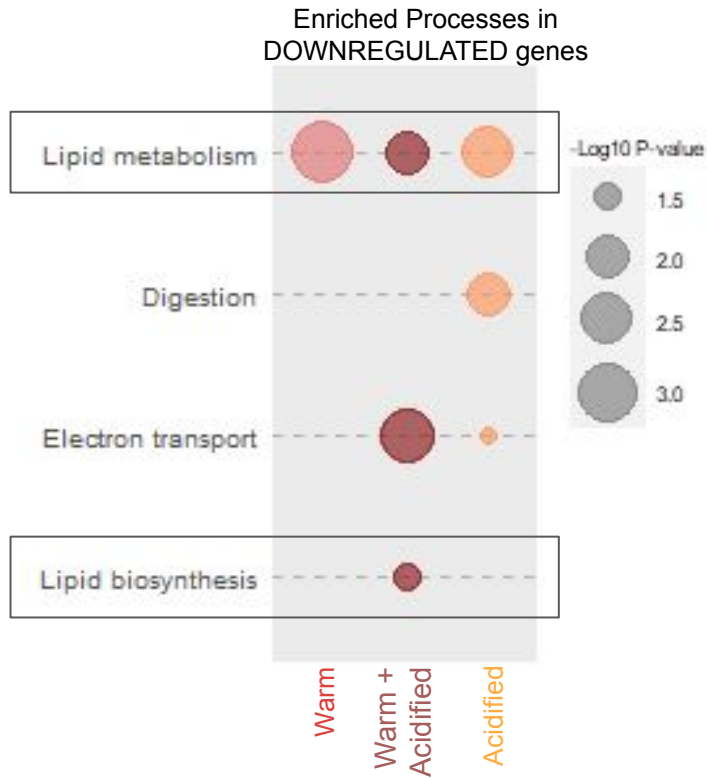 Enriched Processes in
DOWNREGULATED genes
Lipid metabolism
Digestion
Electron transport
Lipid biosynthesis
-Log10 P-value
1.5
2.0
2.5
3.0
Warm
Warm +
Acidified
Acidified